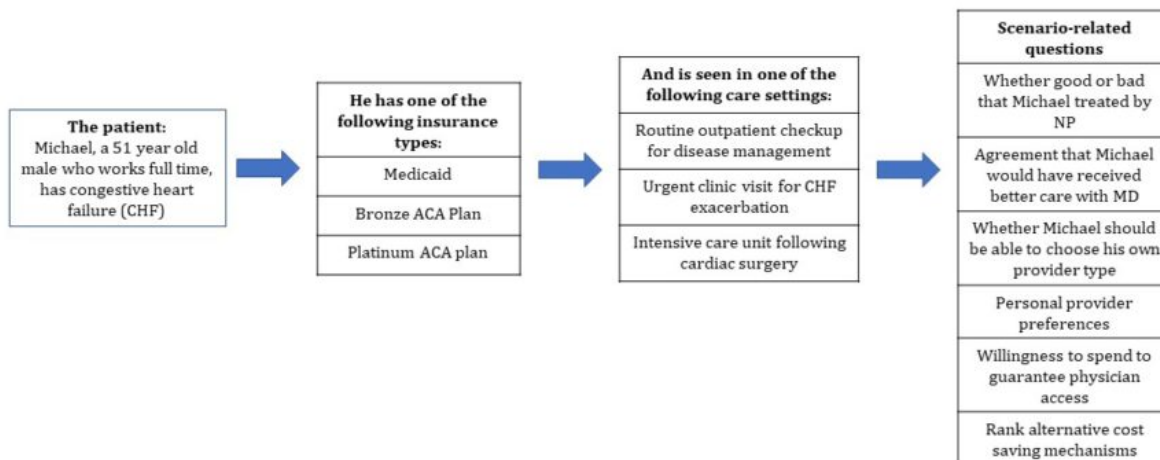 The patient:
Michael, a 51 year old
male who works full time,
has congestive heart
failure (CHF)
He has one of the
following insurance
types:
Medicaid
Bronze ACA Plan
Platinum ACA plan
And is seen in one of the
following care settings:
Routine outpatient checkup
for disease management
Urgent clinic visit for CHF
exacerbation
Intensive care unit following
cardiac surgery
Scenario-related
questions
Whether good or bad
that Michael treated by
NP
Agreement that Michael
would have received
better care with MD
Whether Michael should
be able to choose his own
provider type
Personal provider
preferences
Willingness to spend to
guarantee physician
access
Rank alternative cost
saving mechanisms